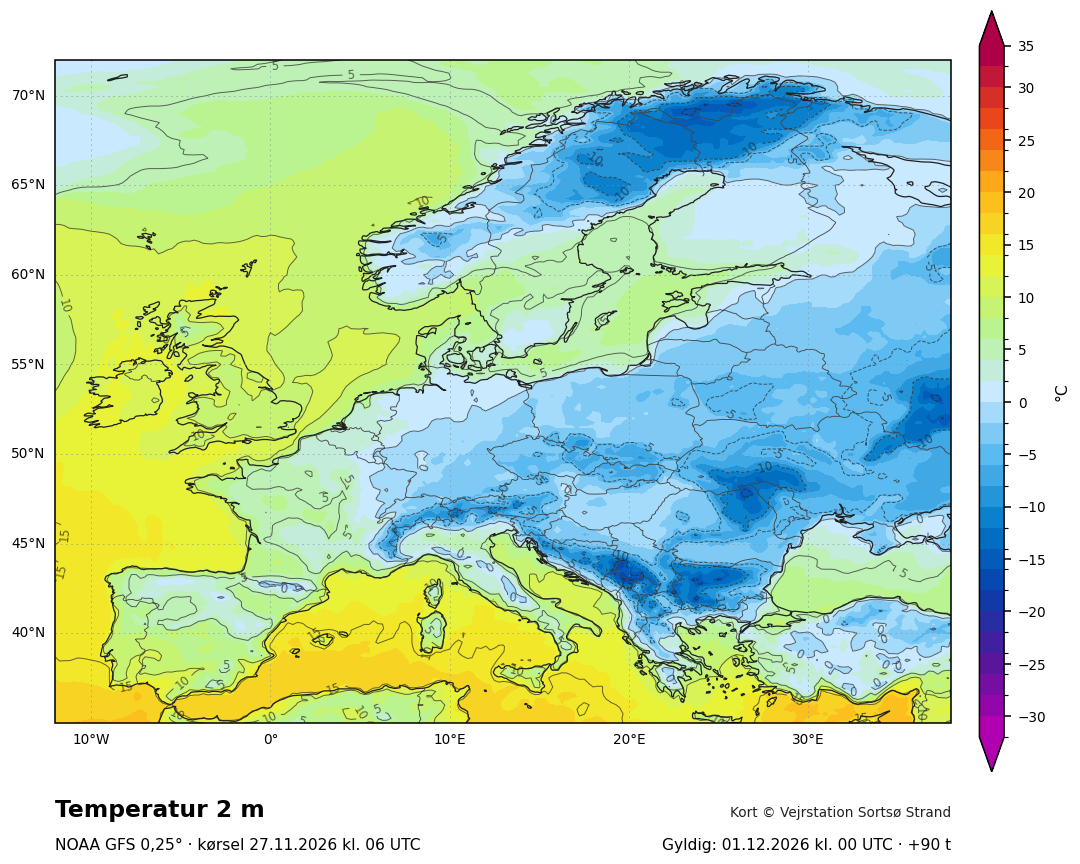 35
30
25
20
15
10
5
0
−5
−10
−15
−20
−25
−30
°C
70°N
65°N
60°N
55°N
50°N
45°N
40°N
10°W 0° 10°E 20°E 30°E
Temperatur 2 m
Kort © Vejrstation Sortsø Strand
NOAA GFS 0,25° · kørsel 27.11.2026 kl. 06 UTC
Gyldig: 01.12.2026 kl. 00 UTC · +90 t